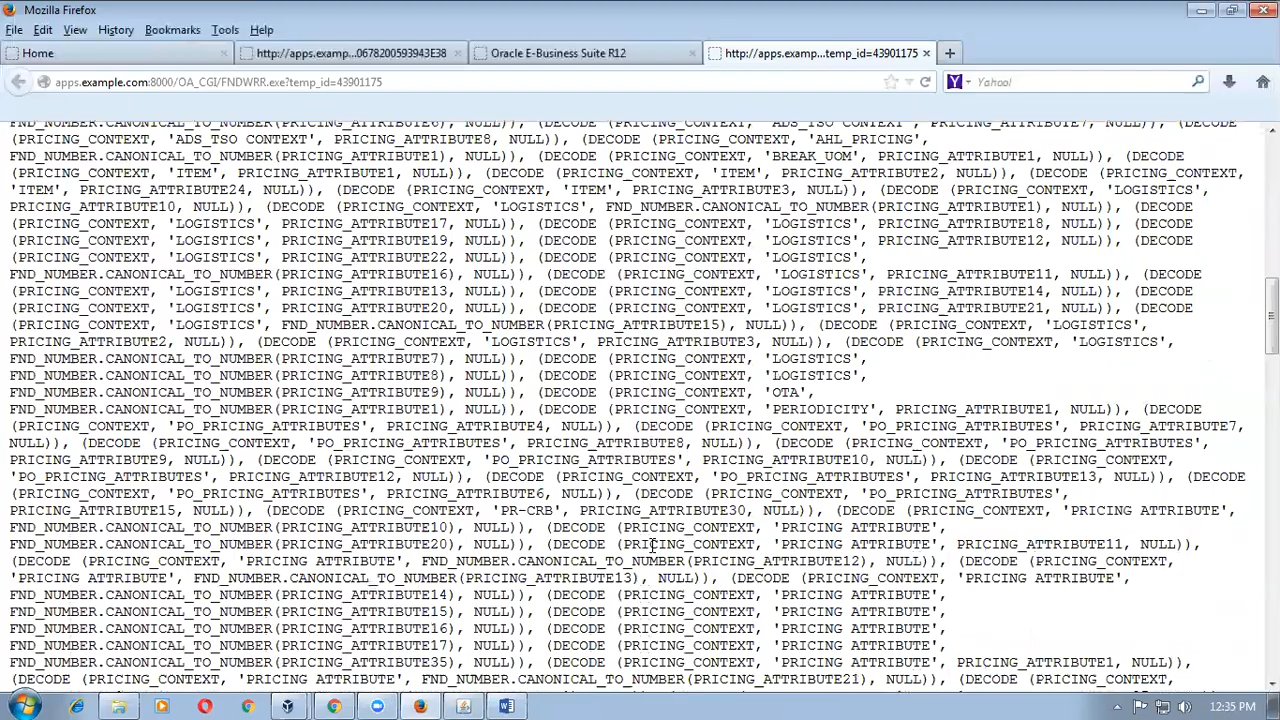 Mozilla Firefox
File Edit View History Bookmarks Tools Help
Home
http://apps.examp...0678200593943E38
Oracle E-Business Suite R12
http://apps.examp...temp_id=43901175
apps.example.com:8000/OA_CGI/FNDWRR.exe?temp_id=43901175
Yahoo!
FND_NUMBER.CANONICAL_TO_NUMBER(PRICING_ATTRIBUTE6), NULL)), (DECODE (PRICING_CONTEXT, 'ADS_TSO CONTEXT', PRICING_ATTRIBUTE7, NULL)), (DECODE
(PRICING_CONTEXT, 'ADS_TSO CONTEXT', PRICING_ATTRIBUTE8, NULL)), (DECODE (PRICING_CONTEXT, 'AHL_PRICING',
FND_NUMBER.CANONICAL_TO_NUMBER(PRICING_ATTRIBUTE1), NULL)), (DECODE (PRICING_CONTEXT, 'BREAK_UOM', PRICING_ATTRIBUTE1, NULL)), (DECODE
(PRICING_CONTEXT, 'ITEM', PRICING_ATTRIBUTE1, NULL)), (DECODE (PRICING_CONTEXT, 'ITEM', PRICING_ATTRIBUTE2, NULL)), (DECODE (PRICING_CONTEXT,
'ITEM', PRICING_ATTRIBUTE24, NULL)), (DECODE (PRICING_CONTEXT, 'ITEM', PRICING_ATTRIBUTE3, NULL)), (DECODE (PRICING_CONTEXT, 'LOGISTICS',
PRICING_ATTRIBUTE10, NULL)), (DECODE (PRICING_CONTEXT, 'LOGISTICS', FND_NUMBER.CANONICAL_TO_NUMBER(PRICING_ATTRIBUTE1), NULL)), (DECODE
(PRICING_CONTEXT, 'LOGISTICS', PRICING_ATTRIBUTE17, NULL)), (DECODE (PRICING_CONTEXT, 'LOGISTICS', PRICING_ATTRIBUTE18, NULL)), (DECODE
(PRICING_CONTEXT, 'LOGISTICS', PRICING_ATTRIBUTE19, NULL)), (DECODE (PRICING_CONTEXT, 'LOGISTICS', PRICING_ATTRIBUTE12, NULL)), (DECODE
(PRICING_CONTEXT, 'LOGISTICS', PRICING_ATTRIBUTE22, NULL)), (DECODE (PRICING_CONTEXT, 'LOGISTICS',
FND_NUMBER.CANONICAL_TO_NUMBER(PRICING_ATTRIBUTE16), NULL)), (DECODE (PRICING_CONTEXT, 'LOGISTICS', PRICING_ATTRIBUTE11, NULL)), (DECODE
(PRICING_CONTEXT, 'LOGISTICS', PRICING_ATTRIBUTE13, NULL)), (DECODE (PRICING_CONTEXT, 'LOGISTICS', PRICING_ATTRIBUTE14, NULL)), (DECODE
(PRICING_CONTEXT, 'LOGISTICS', PRICING_ATTRIBUTE20, NULL)), (DECODE (PRICING_CONTEXT, 'LOGISTICS', PRICING_ATTRIBUTE21, NULL)), (DECODE
(PRICING_CONTEXT, 'LOGISTICS', FND_NUMBER.CANONICAL_TO_NUMBER(PRICING_ATTRIBUTE15), NULL)), (DECODE (PRICING_CONTEXT, 'LOGISTICS',
PRICING_ATTRIBUTE2, NULL)), (DECODE (PRICING_CONTEXT, 'LOGISTICS', PRICING_ATTRIBUTE3, NULL)), (DECODE (PRICING_CONTEXT, 'LOGISTICS',
FND_NUMBER.CANONICAL_TO_NUMBER(PRICING_ATTRIBUTE7), NULL)), (DECODE (PRICING_CONTEXT, 'LOGISTICS',
FND_NUMBER.CANONICAL_TO_NUMBER(PRICING_ATTRIBUTE8), NULL)), (DECODE (PRICING_CONTEXT, 'LOGISTICS',
FND_NUMBER.CANONICAL_TO_NUMBER(PRICING_ATTRIBUTE9), NULL)), (DECODE (PRICING_CONTEXT, 'OTA',
FND_NUMBER.CANONICAL_TO_NUMBER(PRICING_ATTRIBUTE1), NULL)), (DECODE (PRICING_CONTEXT, 'PERIODICITY', PRICING_ATTRIBUTE1, NULL)), (DECODE
(PRICING_CONTEXT, 'PO_PRICING_ATTRIBUTES', PRICING_ATTRIBUTE4, NULL)), (DECODE (PRICING_CONTEXT, 'PO_PRICING_ATTRIBUTES', PRICING_ATTRIBUTE7,
NULL)), (DECODE (PRICING_CONTEXT, 'PO_PRICING_ATTRIBUTES', PRICING_ATTRIBUTE8, NULL)), (DECODE (PRICING_CONTEXT, 'PO_PRICING_ATTRIBUTES',
PRICING_ATTRIBUTE9, NULL)), (DECODE (PRICING_CONTEXT, 'PO_PRICING_ATTRIBUTES', PRICING_ATTRIBUTE10, NULL)), (DECODE (PRICING_CONTEXT,
'PO_PRICING_ATTRIBUTES', PRICING_ATTRIBUTE12, NULL)), (DECODE (PRICING_CONTEXT, 'PO_PRICING_ATTRIBUTES', PRICING_ATTRIBUTE13, NULL)), (DECODE
(PRICING_CONTEXT, 'PO_PRICING_ATTRIBUTES', PRICING_ATTRIBUTE6, NULL)), (DECODE (PRICING_CONTEXT, 'PO_PRICING_ATTRIBUTES',
PRICING_ATTRIBUTE15, NULL)), (DECODE (PRICING_CONTEXT, 'PR-CRB', PRICING_ATTRIBUTE30, NULL)), (DECODE (PRICING_CONTEXT, 'PRICING ATTRIBUTE',
FND_NUMBER.CANONICAL_TO_NUMBER(PRICING_ATTRIBUTE10), NULL)), (DECODE (PRICING_CONTEXT, 'PRICING ATTRIBUTE',
FND_NUMBER.CANONICAL_TO_NUMBER(PRICING_ATTRIBUTE20), NULL)), (DECODE (PRICING_CONTEXT, 'PRICING ATTRIBUTE', PRICING_ATTRIBUTE11, NULL)),
(DECODE (PRICING_CONTEXT, 'PRICING ATTRIBUTE', FND_NUMBER.CANONICAL_TO_NUMBER(PRICING_ATTRIBUTE12), NULL)), (DECODE (PRICING_CONTEXT,
'PRICING ATTRIBUTE', FND_NUMBER.CANONICAL_TO_NUMBER(PRICING_ATTRIBUTE13), NULL)), (DECODE (PRICING_CONTEXT, 'PRICING ATTRIBUTE',
FND_NUMBER.CANONICAL_TO_NUMBER(PRICING_ATTRIBUTE14), NULL)), (DECODE (PRICING_CONTEXT, 'PRICING ATTRIBUTE',
FND_NUMBER.CANONICAL_TO_NUMBER(PRICING_ATTRIBUTE15), NULL)), (DECODE (PRICING_CONTEXT, 'PRICING ATTRIBUTE',
FND_NUMBER.CANONICAL_TO_NUMBER(PRICING_ATTRIBUTE16), NULL)), (DECODE (PRICING_CONTEXT, 'PRICING ATTRIBUTE',
FND_NUMBER.CANONICAL_TO_NUMBER(PRICING_ATTRIBUTE17), NULL)), (DECODE (PRICING_CONTEXT, 'PRICING ATTRIBUTE',
FND_NUMBER.CANONICAL_TO_NUMBER(PRICING_ATTRIBUTE35), NULL)), (DECODE (PRICING_CONTEXT, 'PRICING ATTRIBUTE', PRICING_ATTRIBUTE1, NULL)),
(DECODE (PRICING_CONTEXT, 'PRICING ATTRIBUTE', FND_NUMBER.CANONICAL_TO_NUMBER(PRICING_ATTRIBUTE21), NULL)), (DECODE (PRICING_CONTEXT,
12:35 PM